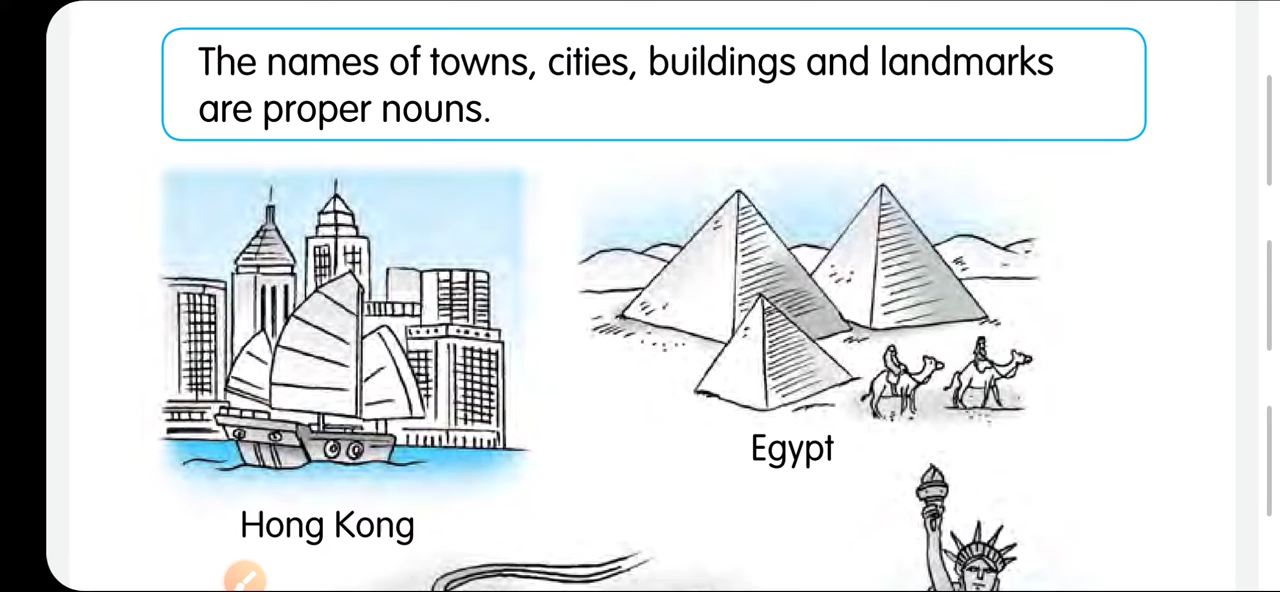 The names of towns, cities, buildings and landmarks
are proper nouns.
Egypt
Hong Kong